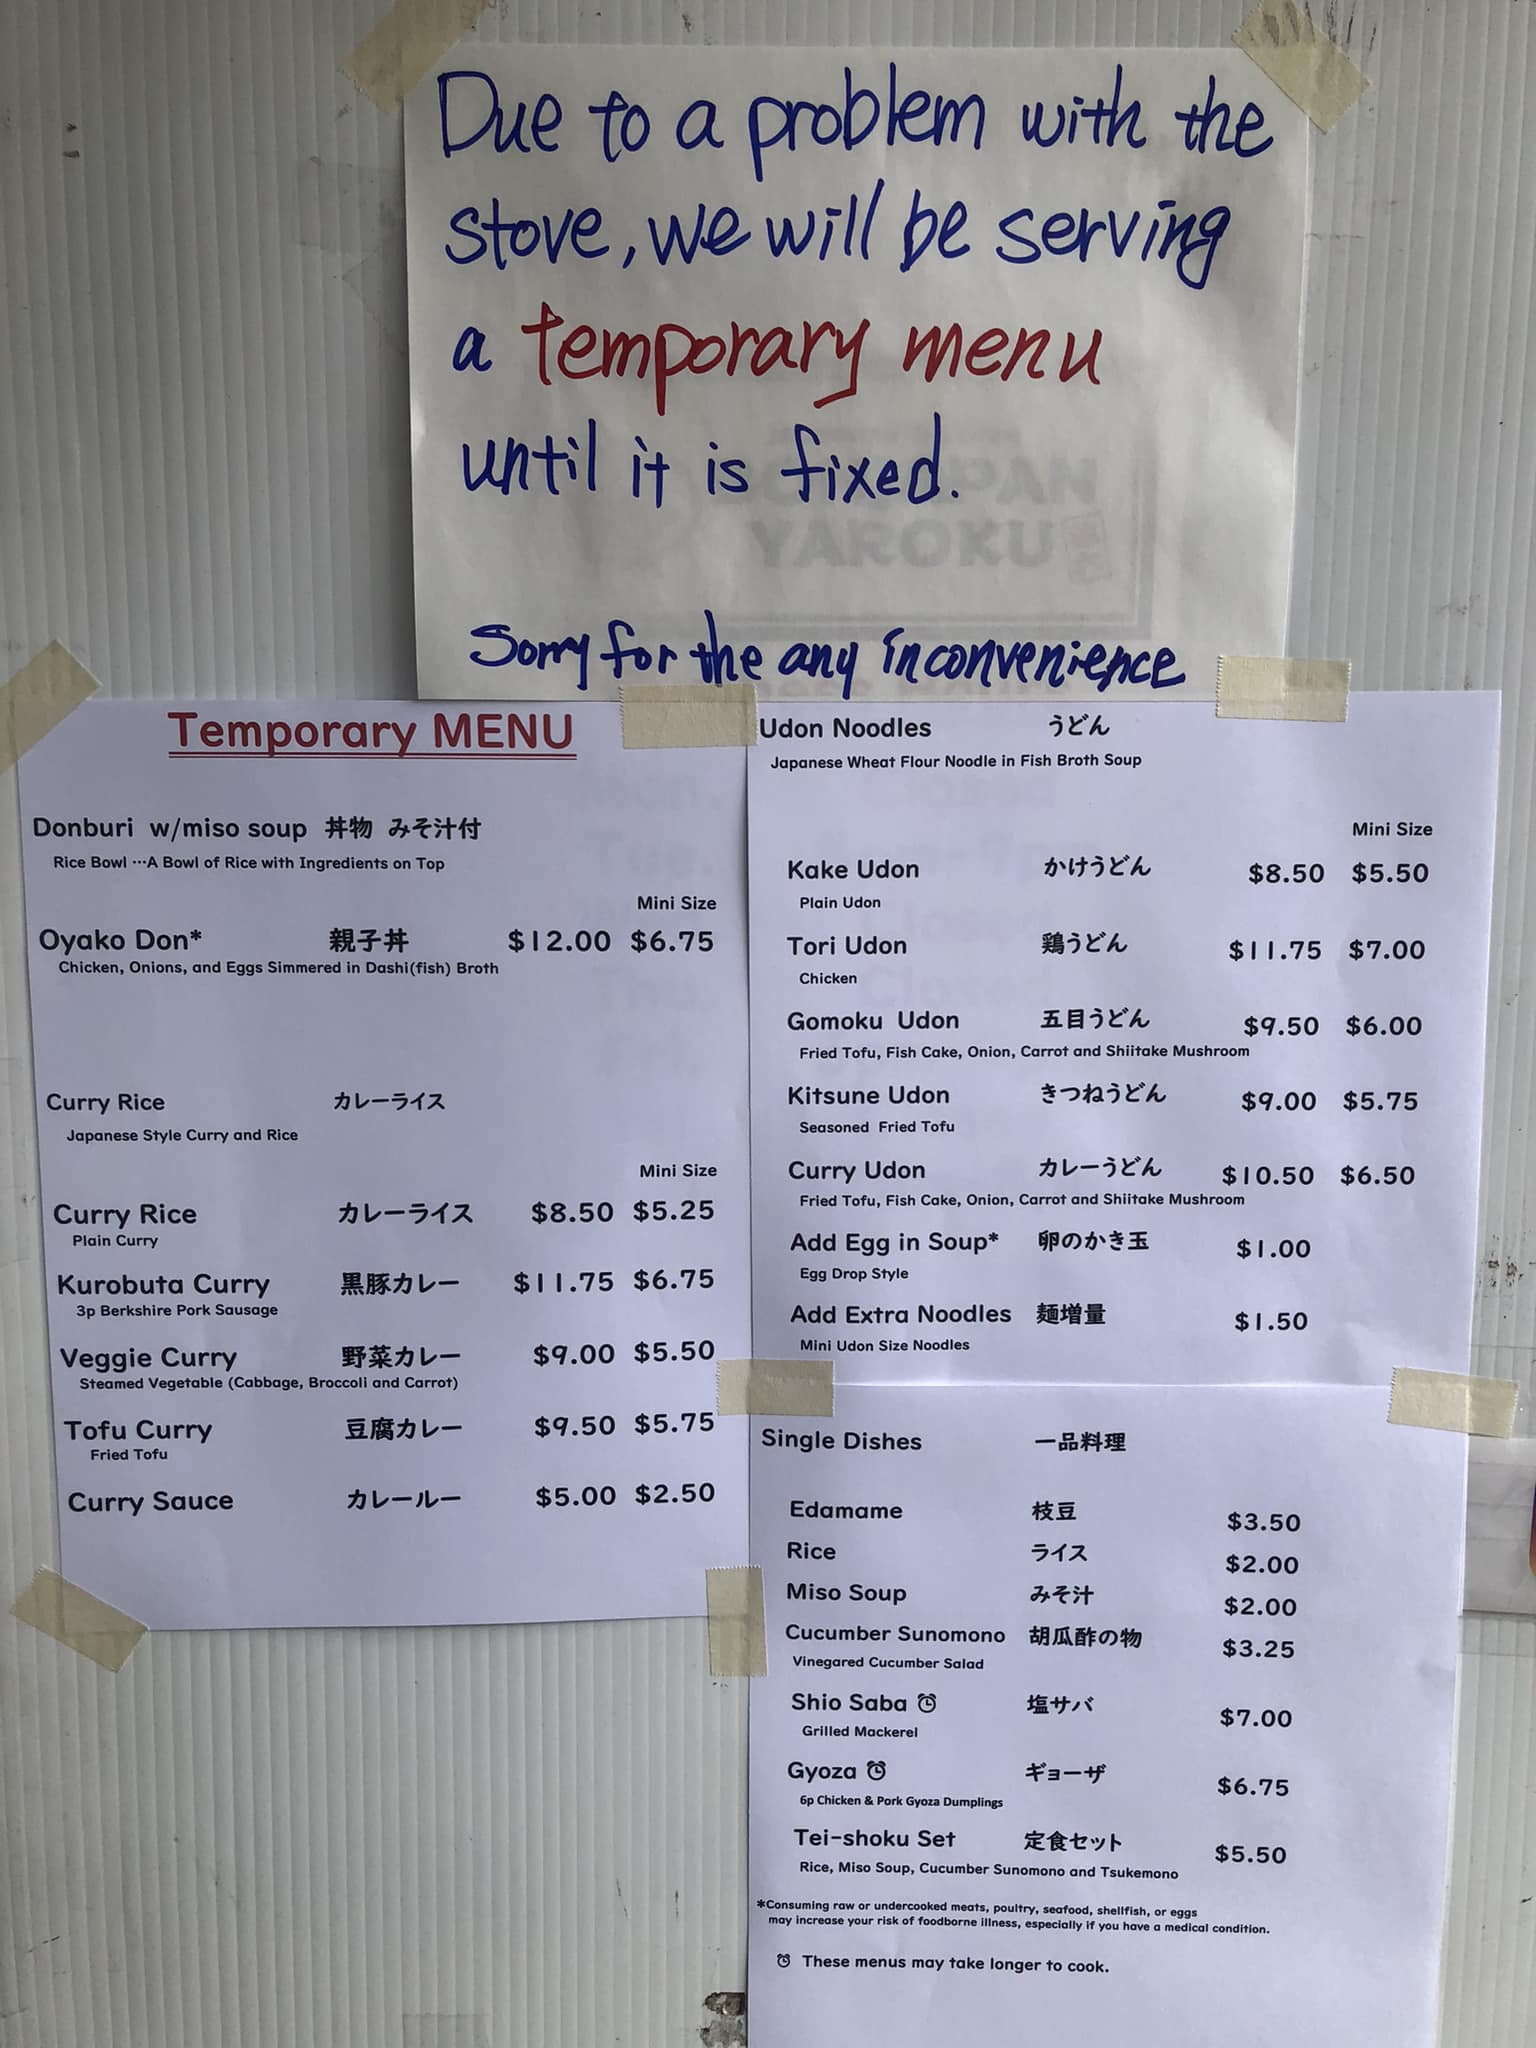 Due to a problem with the
stove, we will be serving
a temporary menu
until it is fixed.
Sorry for the any inconvenience
Temporary MENU
Donburi w/miso soup 丼物 みそ汁付
Rice Bowl …A Bowl of Rice with Ingredients on Top
Mini Size
Oyako Don* 親子丼 $12.00 $6.75
Chicken, Onions, and Eggs Simmered in Dashi(fish) Broth
Curry Rice カレーライス
Japanese Style Curry and Rice
Mini Size
Curry Rice カレーライス $8.50 $5.25
Plain Curry
Kurobuta Curry 黒豚カレー $11.75 $6.75
3p Berkshire Pork Sausage
Veggie Curry 野菜カレー $9.00 $5.50
Steamed Vegetable (Cabbage, Broccoli and Carrot)
Tofu Curry 豆腐カレー $9.50 $5.75
Fried Tofu
Curry Sauce カレールー $5.00 $2.50
Udon Noodles うどん
Japanese Wheat Flour Noodle in Fish Broth Soup
Mini Size
Kake Udon かけうどん $8.50 $5.50
Plain Udon
Tori Udon 鶏うどん $11.75 $7.00
Chicken
Gomoku Udon 五目うどん $9.50 $6.00
Fried Tofu, Fish Cake, Onion, Carrot and Shiitake Mushroom
Kitsune Udon きつねうどん $9.00 $5.75
Seasoned Fried Tofu
Curry Udon カレーうどん $10.50 $6.50
Fried Tofu, Fish Cake, Onion, Carrot and Shiitake Mushroom
Add Egg in Soup* 卵のかき玉 $1.00
Egg Drop Style
Add Extra Noodles 麺増量 $1.50
Mini Udon Size Noodles
Single Dishes 一品料理
Edamame 枝豆 $3.50
Rice ライス $2.00
Miso Soup みそ汁 $2.00
Cucumber Sunomono 胡瓜酢の物 $3.25
Vinegared Cucumber Salad
Shio Saba ⏰ 塩サバ $7.00
Grilled Mackerel
Gyoza ⏰ ギョーザ $6.75
6p Chicken & Pork Gyoza Dumplings
Tei-shoku Set 定食セット $5.50
Rice, Miso Soup, Cucumber Sunomono and Tsukemono
*Consuming raw or undercooked meats, poultry, seafood, shellfish, or eggs
may increase your risk of foodborne illness, especially if you have a medical condition.
⏰ These menus may take longer to cook.